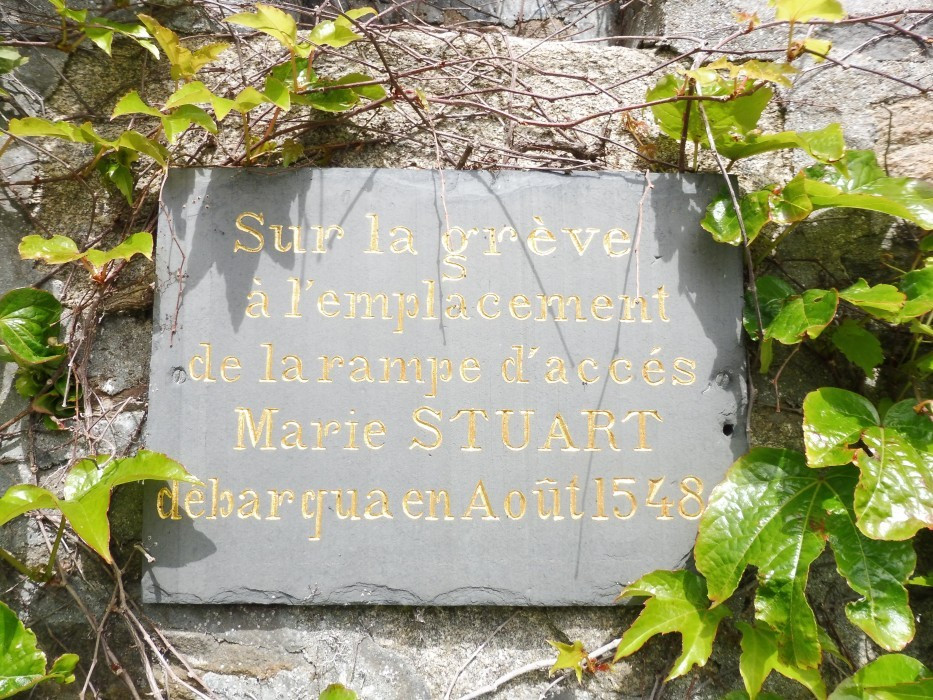 Sur la grève
à l'emplacement
de la rampe d'accés
Marie STUART
débarqua en Août 1548